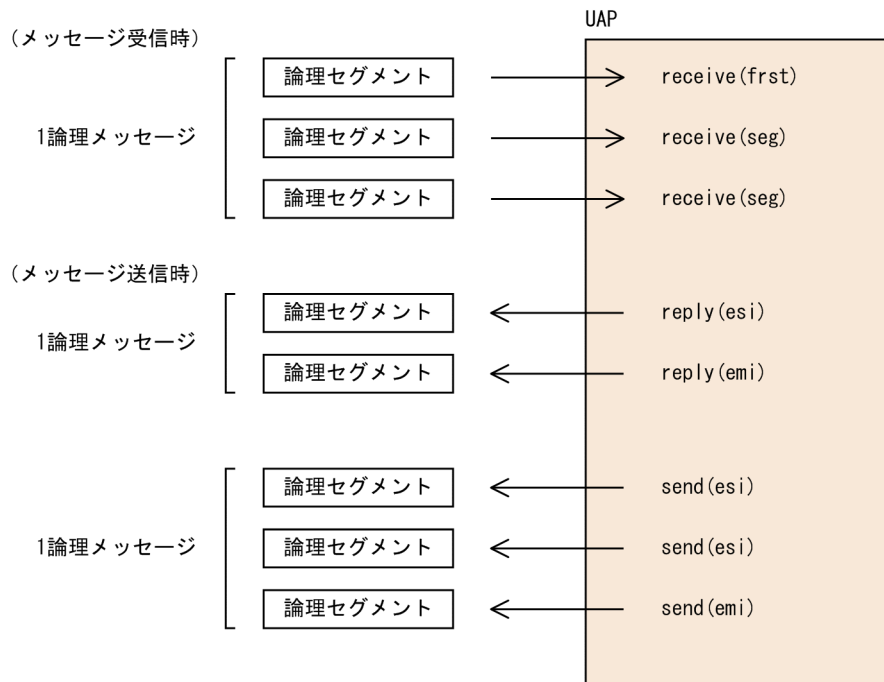 UAP
(メッセージ受信時)
論理セグメント receive(frst)
1論理メッセージ 論理セグメント receive(seg)
論理セグメント receive(seg)
(メッセージ送信時)
論理セグメント reply(esi)
1論理メッセージ
論理セグメント reply(emi)
論理セグメント send(esi)
1論理メッセージ 論理セグメント send(esi)
論理セグメント send(emi)